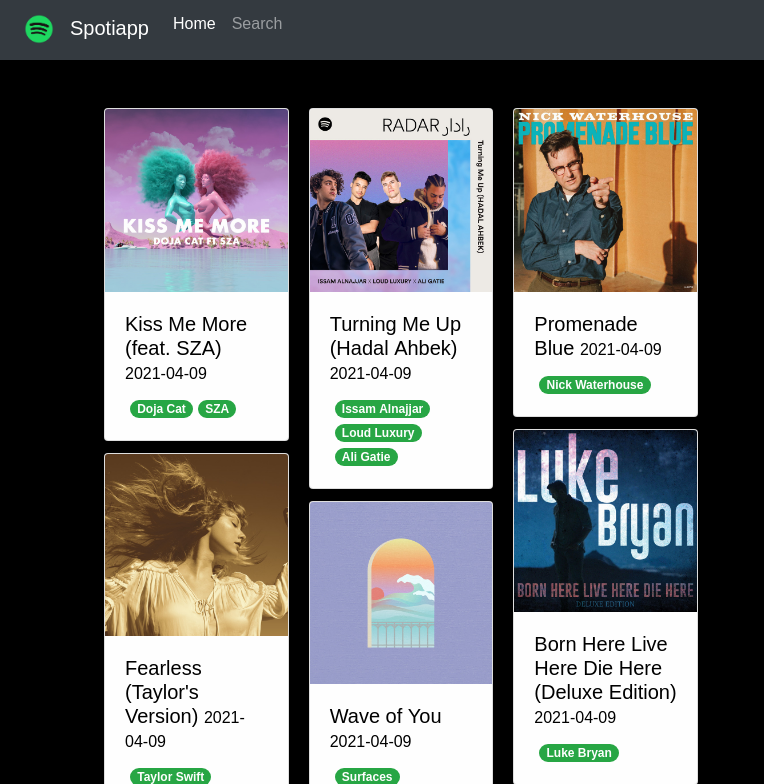 Spotiapp
Home
Search
KISS ME MORE
DOJA CAT FT SZA
Kiss Me More
(feat. SZA)
2021-04-09
Doja Cat
SZA
Fearless
(Taylor's
Version) 2021-
04-09
Taylor Swift
RADAR رادار
Turning Me Up (HADAL AHBEK)
ISSAM ALNAJJAR X LOUD LUXURY X ALI GATIE
Turning Me Up
(Hadal Ahbek)
2021-04-09
Issam Alnajjar
Loud Luxury
Ali Gatie
Wave of You
2021-04-09
Surfaces
NICK WATERHOUSE
PROMENADE BLUE
Promenade
Blue 2021-04-09
Nick Waterhouse
Luke
Bryan
BORN HERE LIVE HERE DIE HERE
DELUXE EDITION
Born Here Live
Here Die Here
(Deluxe Edition)
2021-04-09
Luke Bryan